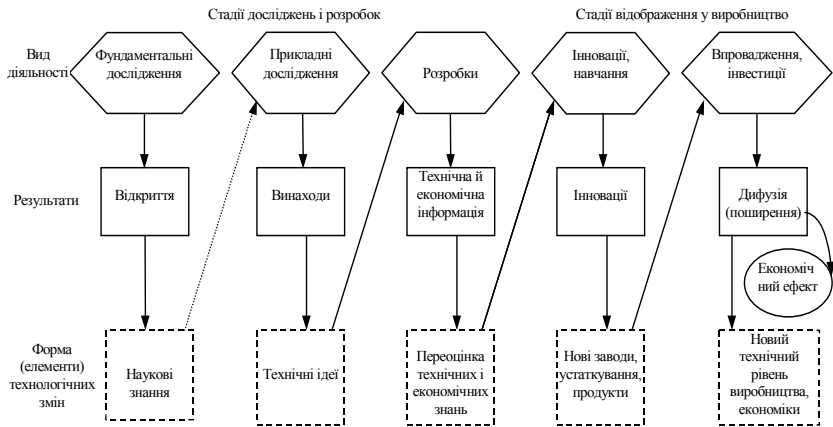 Стадії досліджень і розробок
Стадії відображення у виробництво
Вид
діяльності
Фундаментальні
дослідження
Прикладні
дослідження
Розробки
Інновації,
навчання
Впровадження,
інвестиції
Результати
Відкриття
Винаходи
Технічна й
економічна
інформація
Інновації
Дифузія
(поширення)
Економіч
ний ефект
Форма
(елементи)
технологічних
змін
Наукові
знання
Технічні ідеї
Переоцінка
технічних і
економічних
знань
Нові заводи,
устаткування,
продукти
Новий
технічний
рівень
виробництва,
економіки